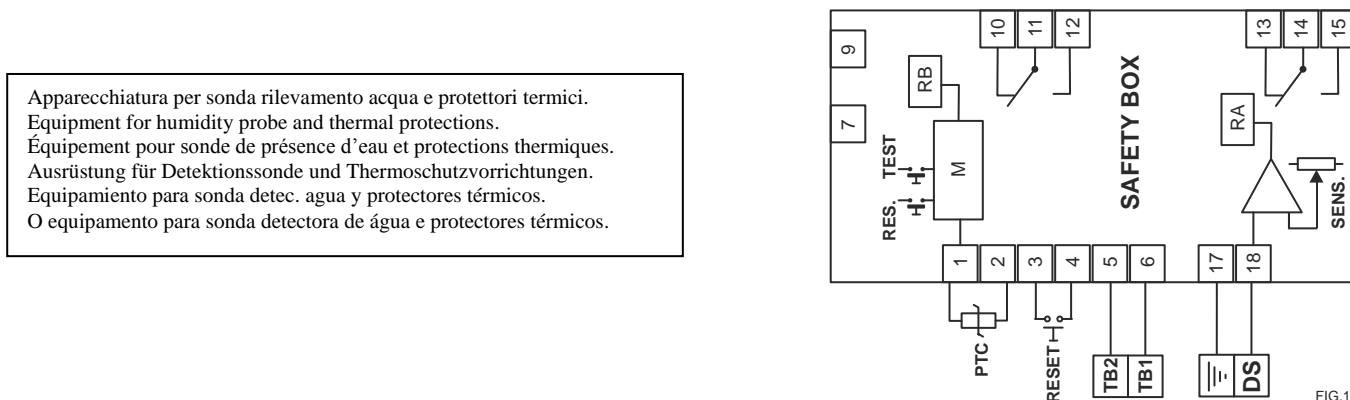 Apparecchiatura per sonda rilevamento acqua e protettori termici.
Equipment for humidity probe and thermal protections.
Équipement pour sonde de présence d'eau et protections thermiques.
Ausrüstung für Detektionssonde und Thermoschutzvorrichtungen.
Equipamiento para sonda detec. agua y protectores térmicos.
O equipamento para sonda detectora de água e protectores térmicos.
9
7
10 11 12
13 14 15
RB
RA
M
TEST
RES.
SAFETY BOX
SENS.
1 2 3 4 5 6
17 18
PTC
RESET
TB2
TB1
DS
FIG.1